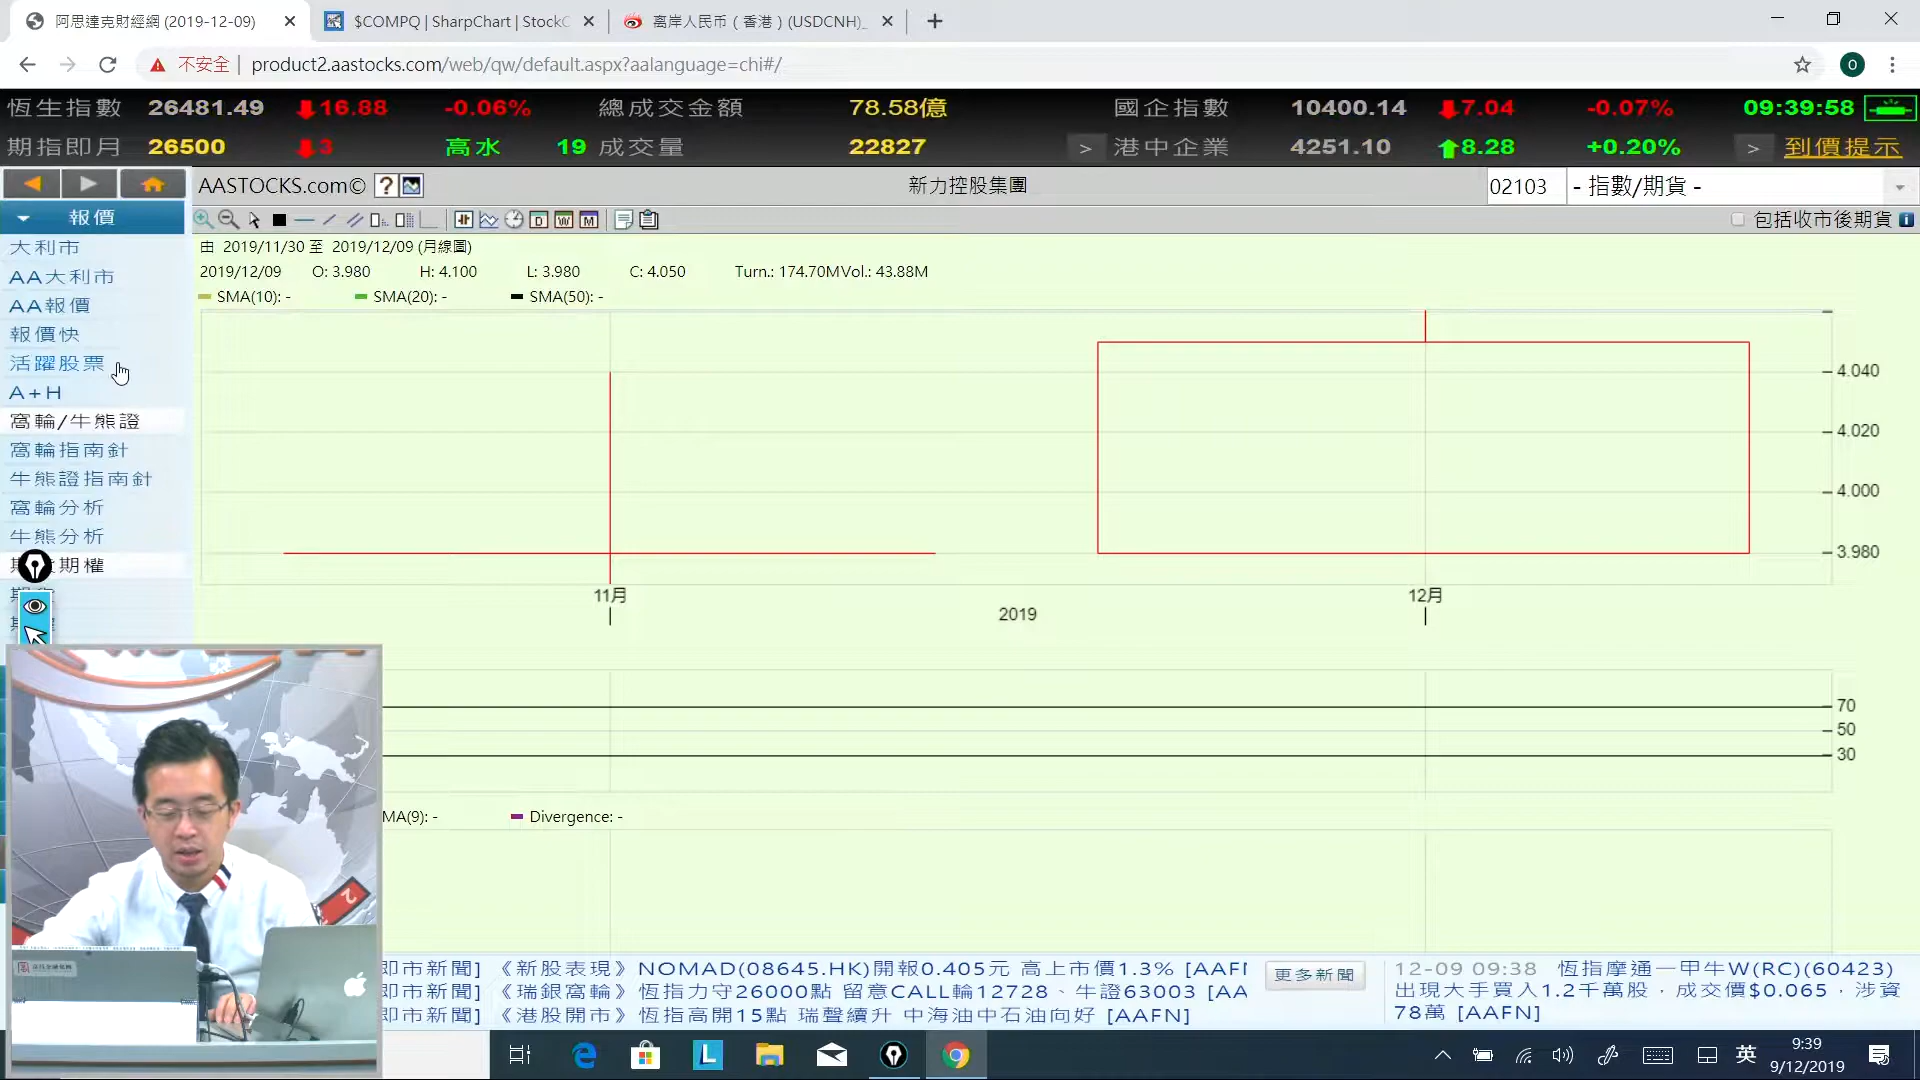 阿思達克財經網 (2019-12-09)
$COMPQ | SharpChart | StockC
离岸人民币（香港）(USDCNH)_
不安全 | product2.aastocks.com/web/qw/default.aspx?aalanguage=chi#/
O
恆生指數 26481.49 16.88 -0.06% 總成交金額 78.58億 國企指數 10400.14 7.04 -0.07% 09:39:58
期指即月 26500 3 高水 19 成交量 22827 > 港中企業 4251.10 8.28 +0.20% > 到價提示
AASTOCKS.com© ? 新力控股集團 02103 - 指數/期貨 -
報價
D W M
包括收市後期貨 i
大利市
AA大利市
AA報價
報價快
活躍股票
A+H
窩輪/牛熊證
窩輪指南針
牛熊證指南針
窩輪分析
牛熊分析
期權
由 2019/11/30 至 2019/12/09 (月線圖)
2019/12/09 O: 3.980 H: 4.100 L: 3.980 C: 4.050 Turn.: 174.70MVol.: 43.88M
SMA(10): - SMA(20): - SMA(50): -
4.040
4.020
4.000
3.980
11月 12月
2019
70
50
30
MA(9): - Divergence: -
即市新聞] 《新股表現》NOMAD(08645.HK)開報0.405元 高上市價1.3% [AAFN
即市新聞] 《瑞銀窩輪》恆指力守26000點 留意CALL輪12728、牛證63003 [AA
即市新聞] 《港股開市》恆指高開15點 瑞聲續升 中海油中石油向好 [AAFN]
更多新聞
12-09 09:38 恆指摩通一甲牛W(RC)(60423)
出現大手買入1.2千萬股，成交價$0.065，涉資
78萬 [AAFN]
L
英
9:39
9/12/2019